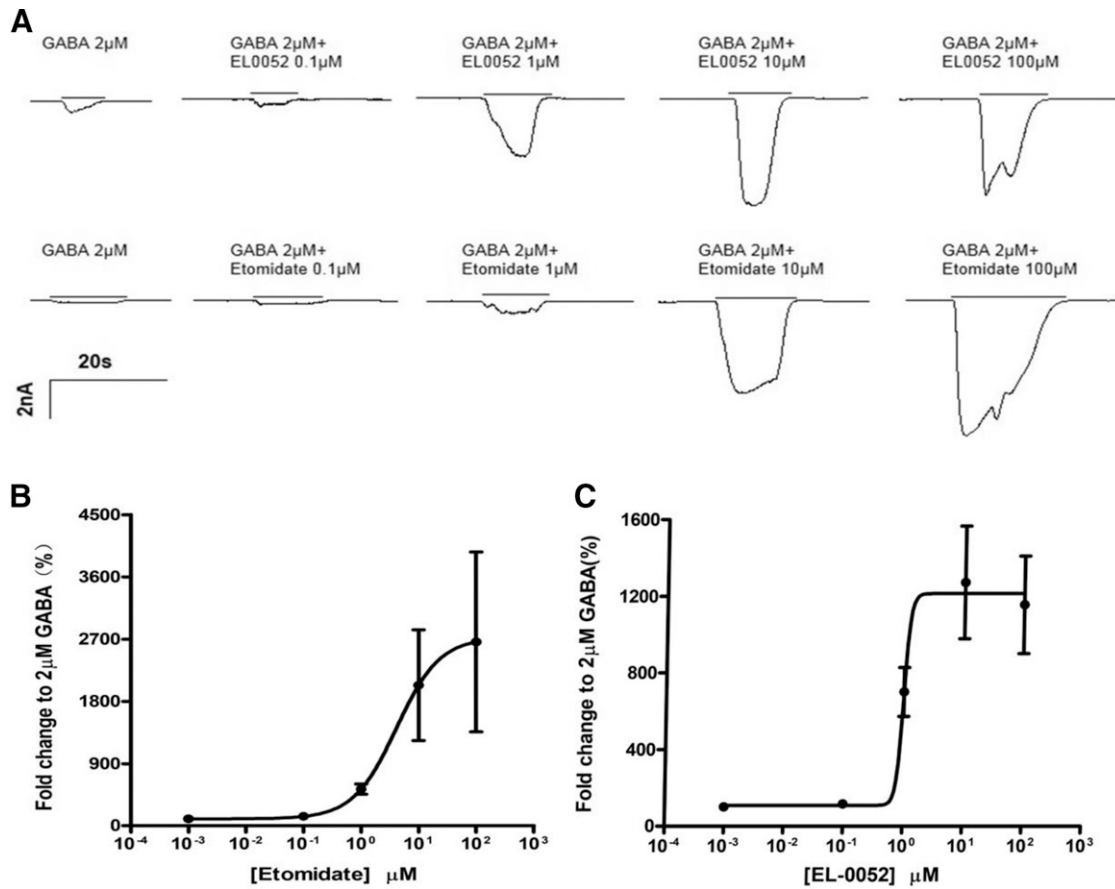 A
GABA 2μM
GABA 2μM+
EL0052 0.1μM
GABA 2μM+
EL0052 1μM
GABA 2μM+
EL0052 10μM
GABA 2μM+
EL0052 100μM
GABA 2μM
GABA 2μM+
Etomidate 0.1μM
GABA 2μM+
Etomidate 1μM
GABA 2μM+
Etomidate 10μM
GABA 2μM+
Etomidate 100μM
20s
2nA
B
Fold change to 2μM GABA (%)
4500
3600
2700
1800
900
0
10⁻⁴ 10⁻³ 10⁻² 10⁻¹ 10⁰ 10¹ 10² 10³
[Etomidate] μM
C
Fold change to 2μM GABA(%)
1600
1200
800
400
0
10⁻⁴ 10⁻³ 10⁻² 10⁻¹ 10⁰ 10¹ 10² 10³
[EL-0052] μM